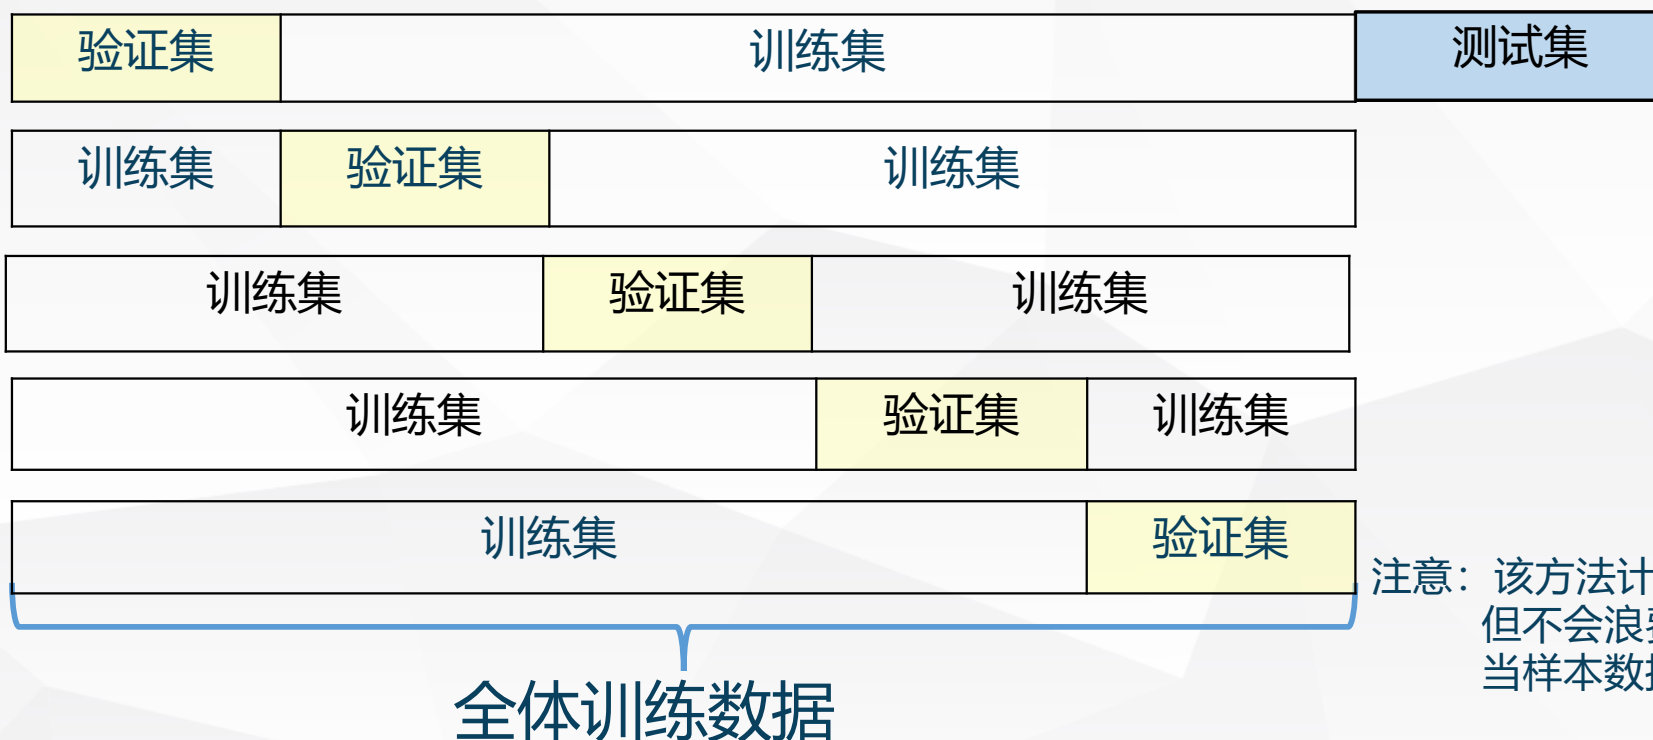 验证集 训练集 测试集
训练集 验证集 训练集
训练集 验证集 训练集
训练集 验证集 训练集
训练集 验证集
注意：该方法计
但不会浪
当样本数
全体训练数据